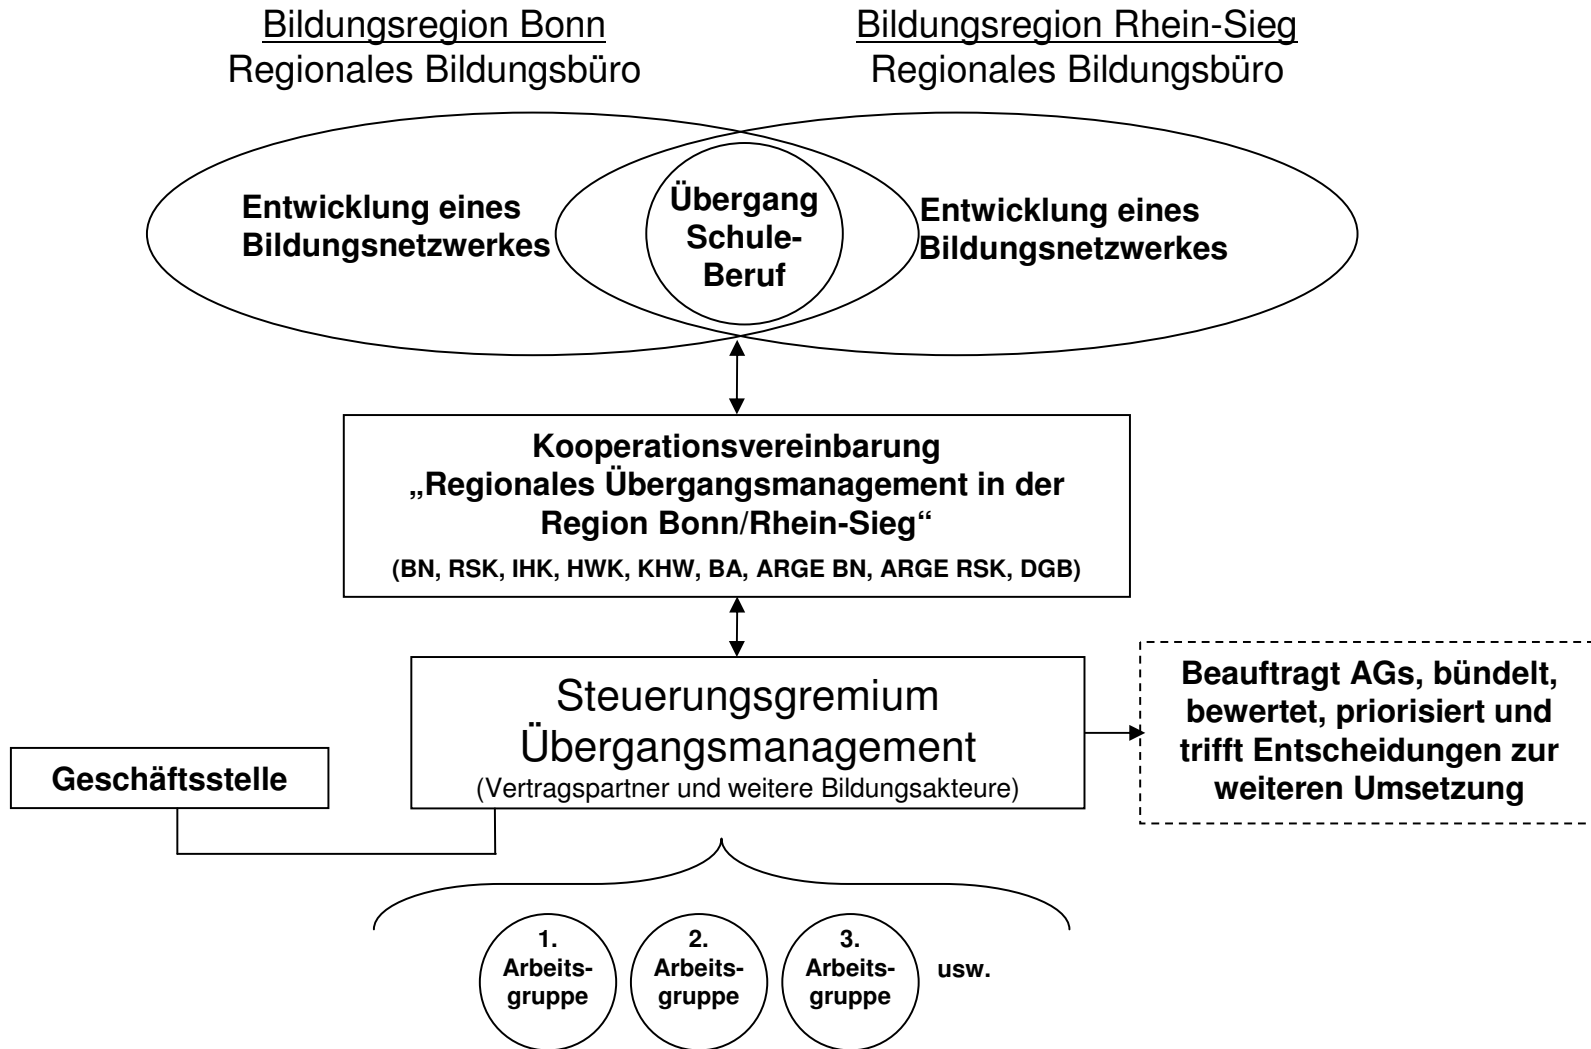 Bildungsregion Bonn
Regionales Bildungsbüro
Bildungsregion Rhein-Sieg
Regionales Bildungsbüro
Entwicklung eines
Bildungsnetzwerkes
Übergang
Schule-
Beruf
Entwicklung eines
Bildungsnetzwerkes
Kooperationsvereinbarung
„Regionales Übergangsmanagement in der
Region Bonn/Rhein-Sieg“
(BN, RSK, IHK, HWK, KHW, BA, ARGE BN, ARGE RSK, DGB)
Steuerungsgremium
Übergangsmanagement
(Vertragspartner und weitere Bildungsakteure)
Beauftragt AGs, bündelt,
bewertet, priorisiert und
trifft Entscheidungen zur
weiteren Umsetzung
Geschäftsstelle
1.
Arbeits-
gruppe
2.
Arbeits-
gruppe
3.
Arbeits-
gruppe
usw.